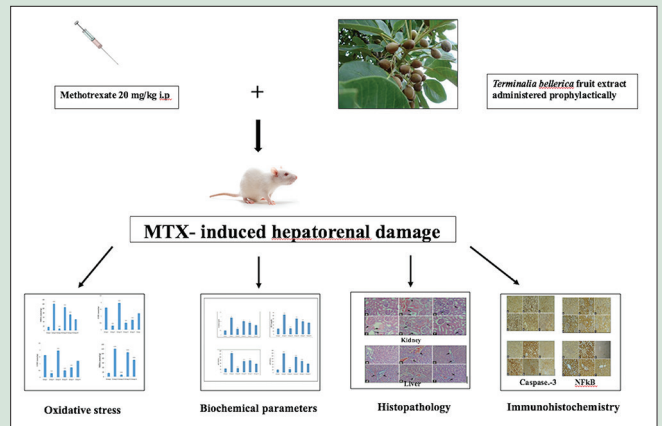 Methotrexate 20 mg/kg i.p
+
Terminalia bellerica fruit extract
administered prophylactically
MTX- induced hepatorenal damage
Kidney
Liver
Caspase.-3 NFkB
Oxidative stress
Biochemical parameters
Histopathology
Immunohistochemistry